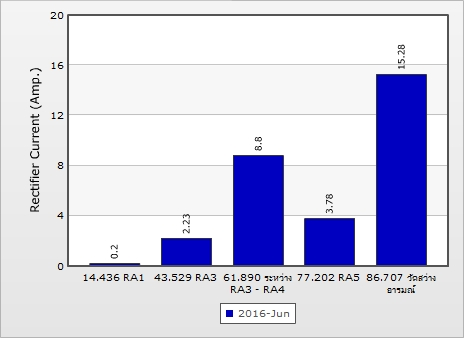 20
16
12
8
4
0
Rectifier Current (Amp.)
0.2
2.23
8.8
3.78
15.28
14.436 RA1
43.529 RA3
61.890 ระหว่าง
RA3 - RA4
77.202 RA5
86.707 วัดสว่าง
อารมณ์
2016-Jun